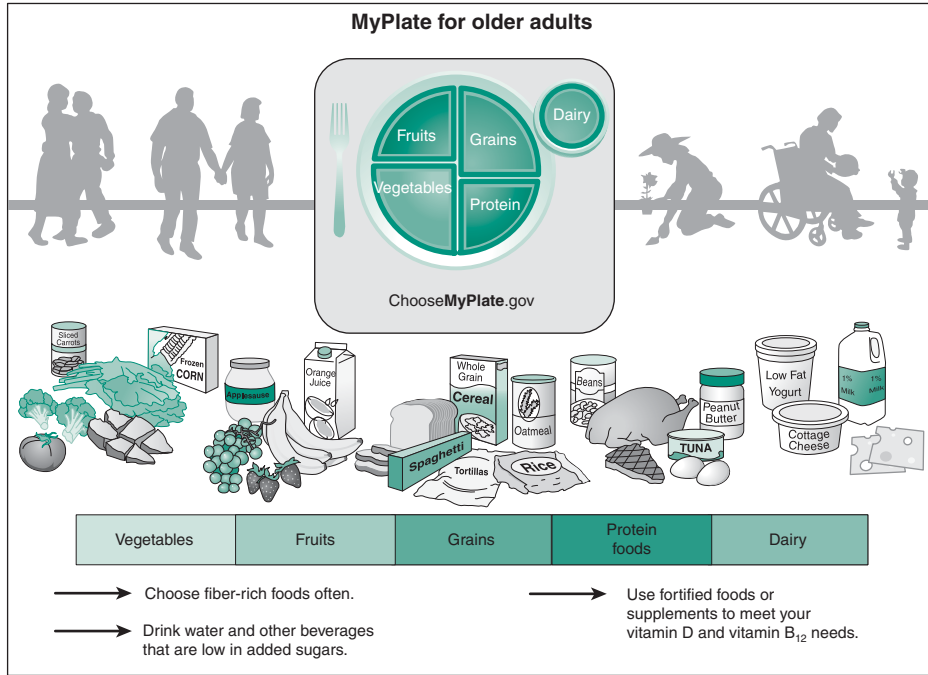 MyPlate for older adults
Fruits
Grains
Dairy
Vegetables
Protein
ChooseMyPlate.gov
Sliced
Carrots
Frozen
CORN
Applesauce
Orange
Juice
Whole
Grain
Cereal
Oatmeal
Spaghetti
Tortillas
Rice
Beans
Peanut
Butter
TUNA
Low Fat
Yogurt
Cottage
Cheese
1%
Milk
1%
Milk
Vegetables
Fruits
Grains
Protein
foods
Dairy
Choose fiber-rich foods often.
Drink water and other beverages
that are low in added sugars.
Use fortified foods or
supplements to meet your
vitamin D and vitamin B₁₂ needs.